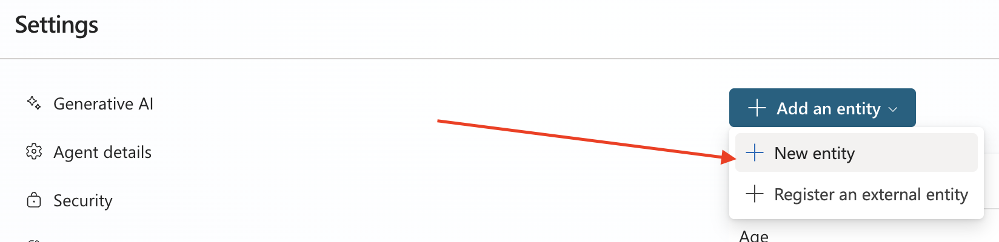 Settings
Generative AI
Agent details
Security
Add an entity
New entity
Register an external entity
Age